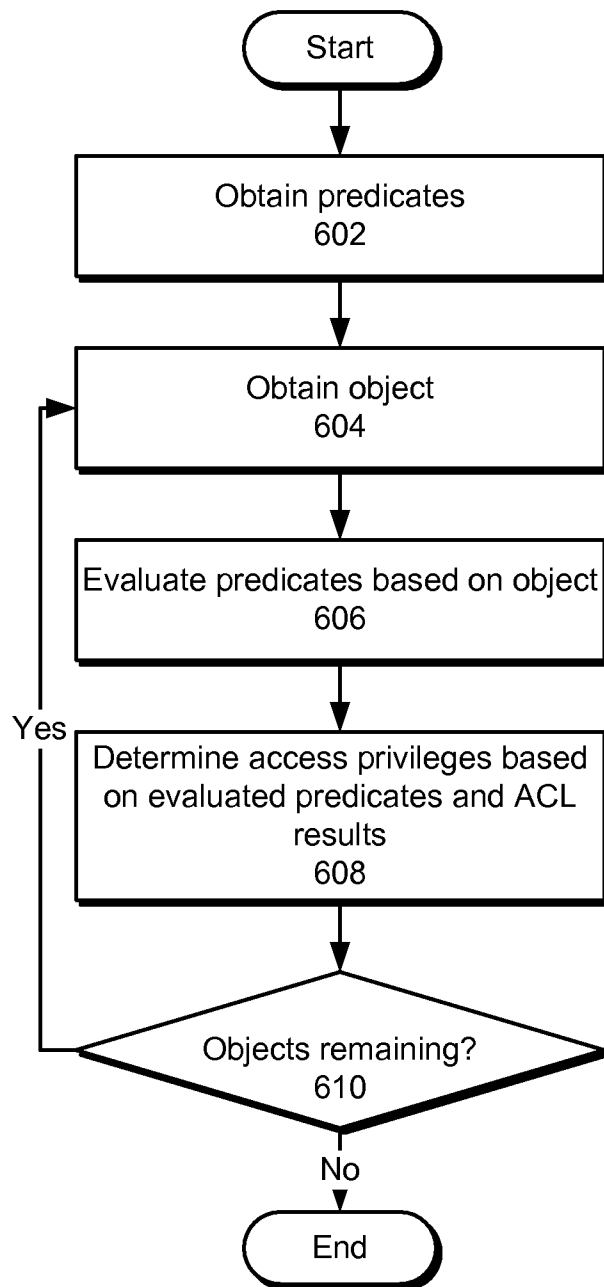 Start
Obtain predicates
602
Obtain object
604
Evaluate predicates based on object
606
Yes
Determine access privileges based
on evaluated predicates and ACL
results
608
Objects remaining?
610
No
End